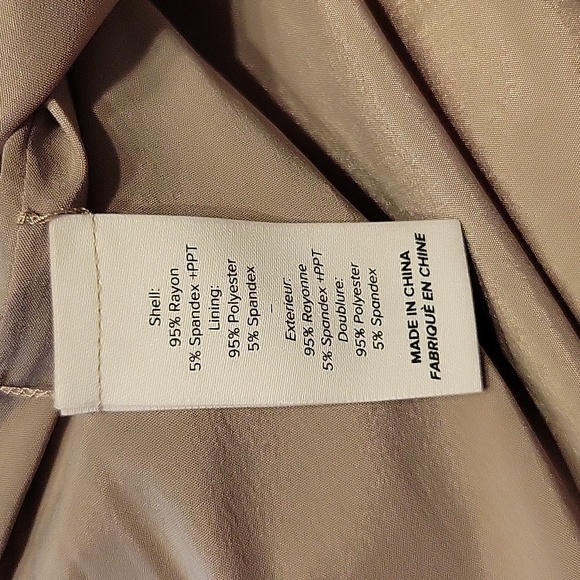 Shell:
95% Rayon
5% Spandex +PPT
Lining:
95% Polyester
5% Spandex
Exterieur:
95% Rayonne
5% Spandex +PPT
Doublure:
95% Polyester
5% Spandex
MADE IN CHINA
FABRIQUÉ EN CHINE